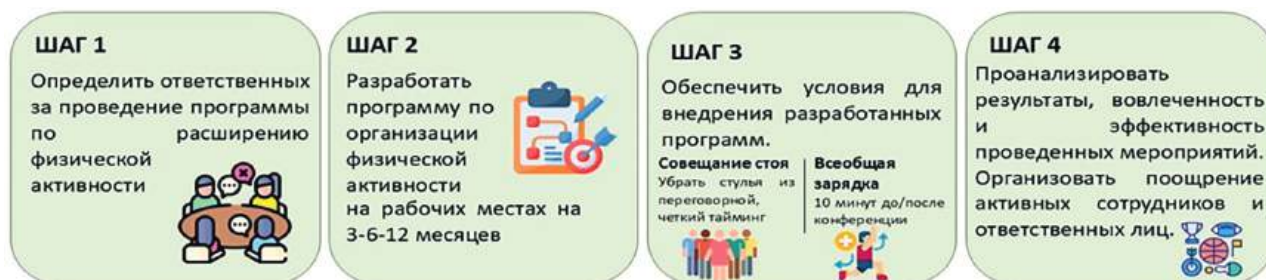 ШАГ 1
Определить ответственных
за проведение программы
по расширению
физической
активности
ШАГ 2
Разработать
программу по
организации
физической
активности
на рабочих местах на
3-6-12 месяцев
ШАГ 3
Обеспечить условия для
внедрения разработанных
программ.
Совещание стоя
Убрать стулья из
переговорной,
четкий тайминг
Всеобщая
зарядка
10 минут до/после
конференции
ШАГ 4
Проанализировать
результаты, вовлеченность
и эффективность
проведенных мероприятий.
Организовать поощрение
активных сотрудников и
ответственных лиц.